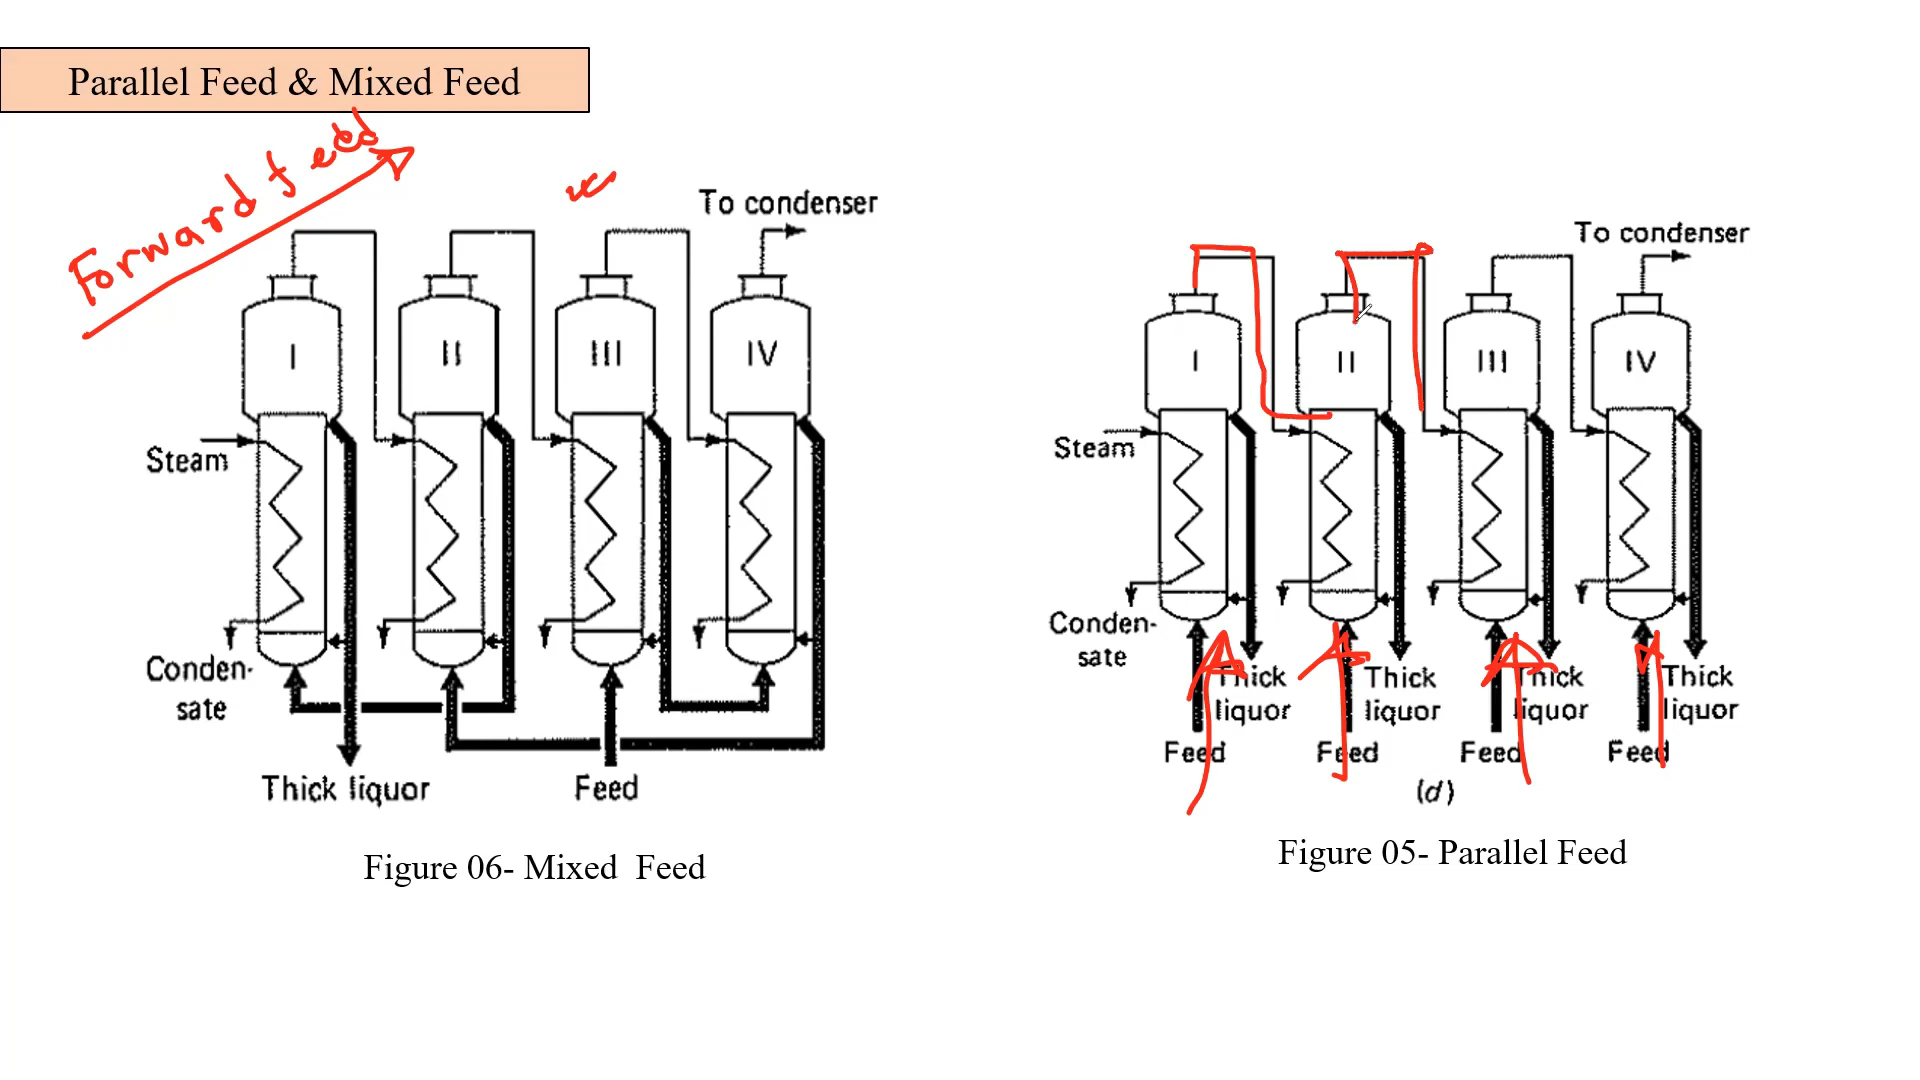 Parallel Feed & Mixed Feed
Forward feed
To condenser
I II III IV
Steam
Conden-
sate
Thick liquor
Feed
Figure 06- Mixed Feed
To condenser
I II III IV
Steam
Conden-
sate
Thick Thick Thick Thick
liquor liquor liquor liquor
Feed Feed Feed Feed
(d)
Figure 05- Parallel Feed